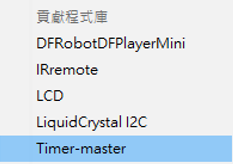 貢獻程式庫
DFRobotDFPlayerMini
IRremote
LCD
LiquidCrystal I2C
Timer-master